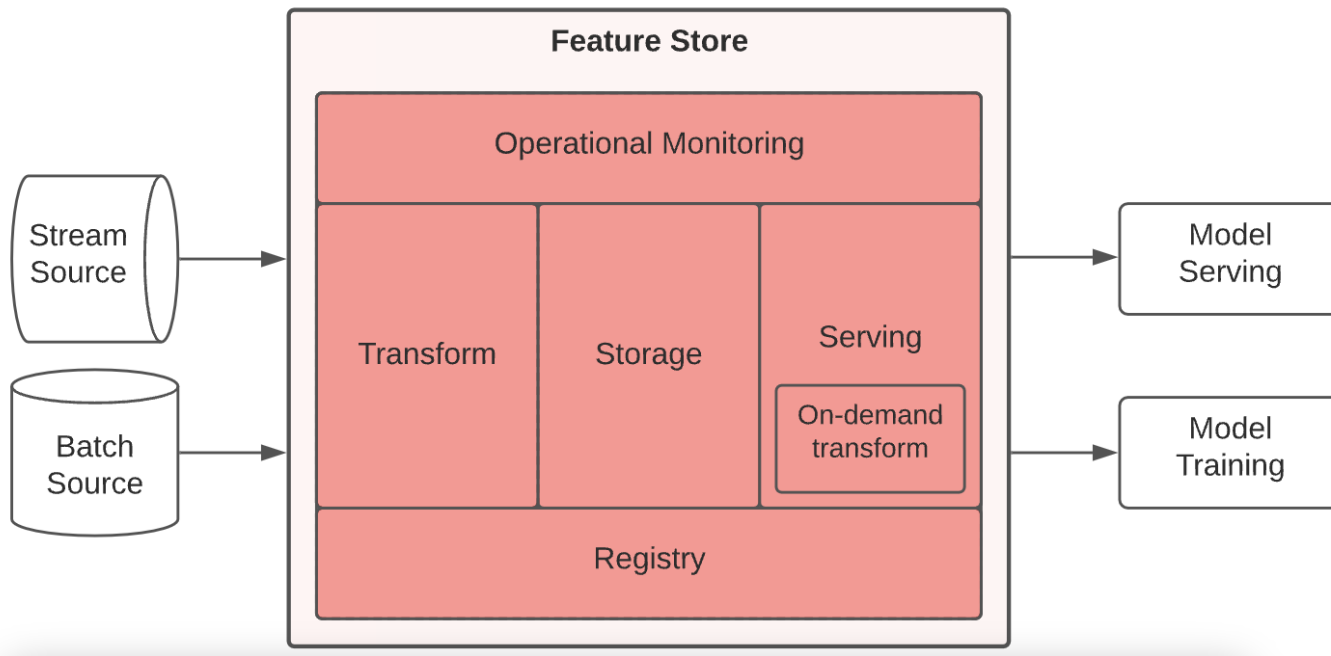 Feature Store
Operational Monitoring
Stream
Source
Batch
Source
Transform
Storage
Serving
On-demand
transform
Registry
Model
Serving
Model
Training